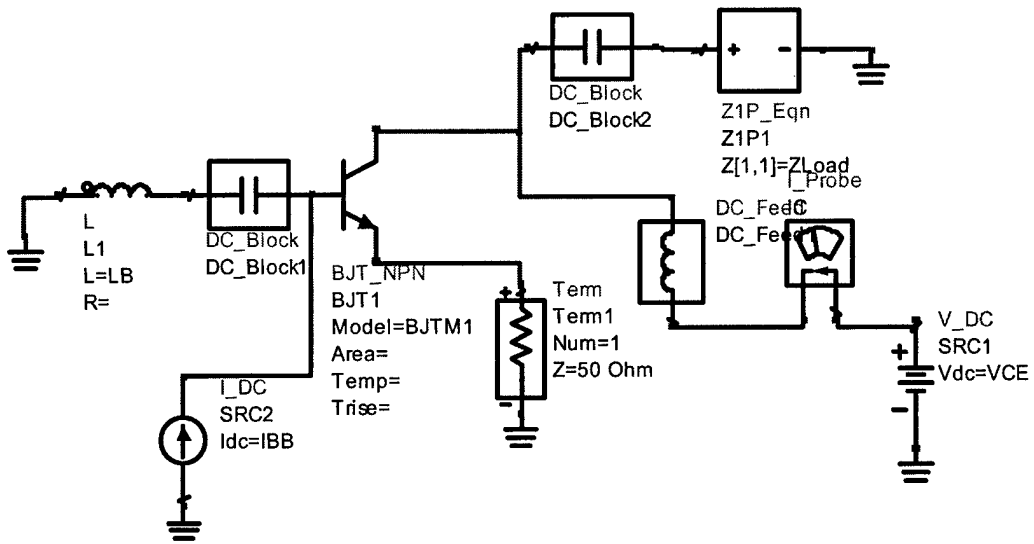 DC_Block
DC_Block2
+ -
Z1P_Eqn
Z1P1
Z[1,1]=ZLoad
I_Probe
L
L1
L=LB
R=
DC_Block
DC_Block1
BJT_NPN
BJT1
Model=BJTM1
Area=
Temp=
Trise=
+
-
Term
Term1
Num=1
Z=50 Ohm
DC_Feed
DC_Feed
I_DC
SRC2
Idc=IBB
+
-
V_DC
SRC1
Vdc=VCE